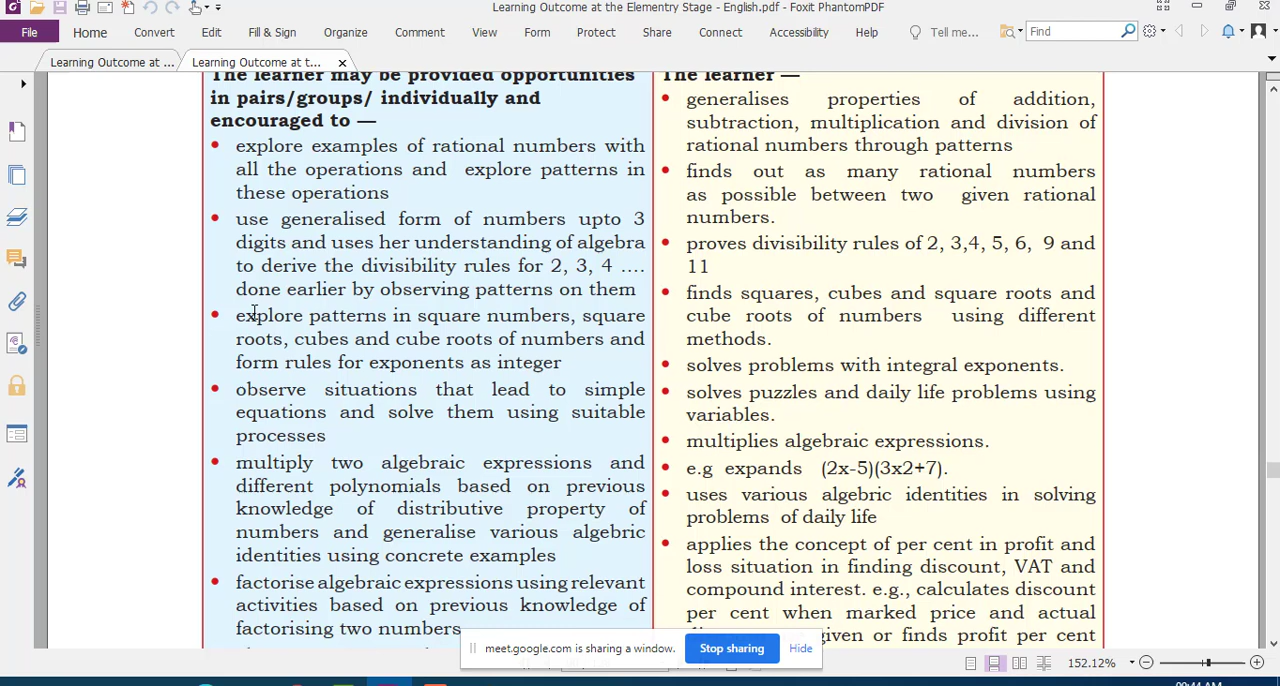 Learning Outcome at the Elementry Stage - English.pdf - Foxit PhantomPDF
File Home Convert Edit Fill & Sign Organize Comment View Form Protect Share Connect Accessibility Help Tell me... Find
Learning Outcome at ... Learning Outcome at t...
The learner may be provided opportunities
in pairs/groups/ individually and
encouraged to —
explore examples of rational numbers with
all the operations and explore patterns in
these operations
use generalised form of numbers upto 3
digits and uses her understanding of algebra
to derive the divisibility rules for 2, 3, 4 ....
done earlier by observing patterns on them
explore patterns in square numbers, square
roots, cubes and cube roots of numbers and
form rules for exponents as integer
observe situations that lead to simple
equations and solve them using suitable
processes
multiply two algebraic expressions and
different polynomials based on previous
knowledge of distributive property of
numbers and generalise various algebric
identities using concrete examples
factorise algebraic expressions using relevant
activities based on previous knowledge of
factorising two numbers
The learner —
generalises properties of addition,
subtraction, multiplication and division of
rational numbers through patterns
finds out as many rational numbers
as possible between two given rational
numbers.
proves divisibility rules of 2, 3,4, 5, 6, 9 and
11
finds squares, cubes and square roots and
cube roots of numbers using different
methods.
solves problems with integral exponents.
solves puzzles and daily life problems using
variables.
multiplies algebraic expressions.
e.g expands (2x-5)(3x2+7).
uses various algebric identities in solving
problems of daily life
applies the concept of per cent in profit and
loss situation in finding discount, VAT and
compound interest. e.g., calculates discount
per cent when marked price and actual
given or finds profit per cent
meet.google.com is sharing a window. Stop sharing Hide
152.12%